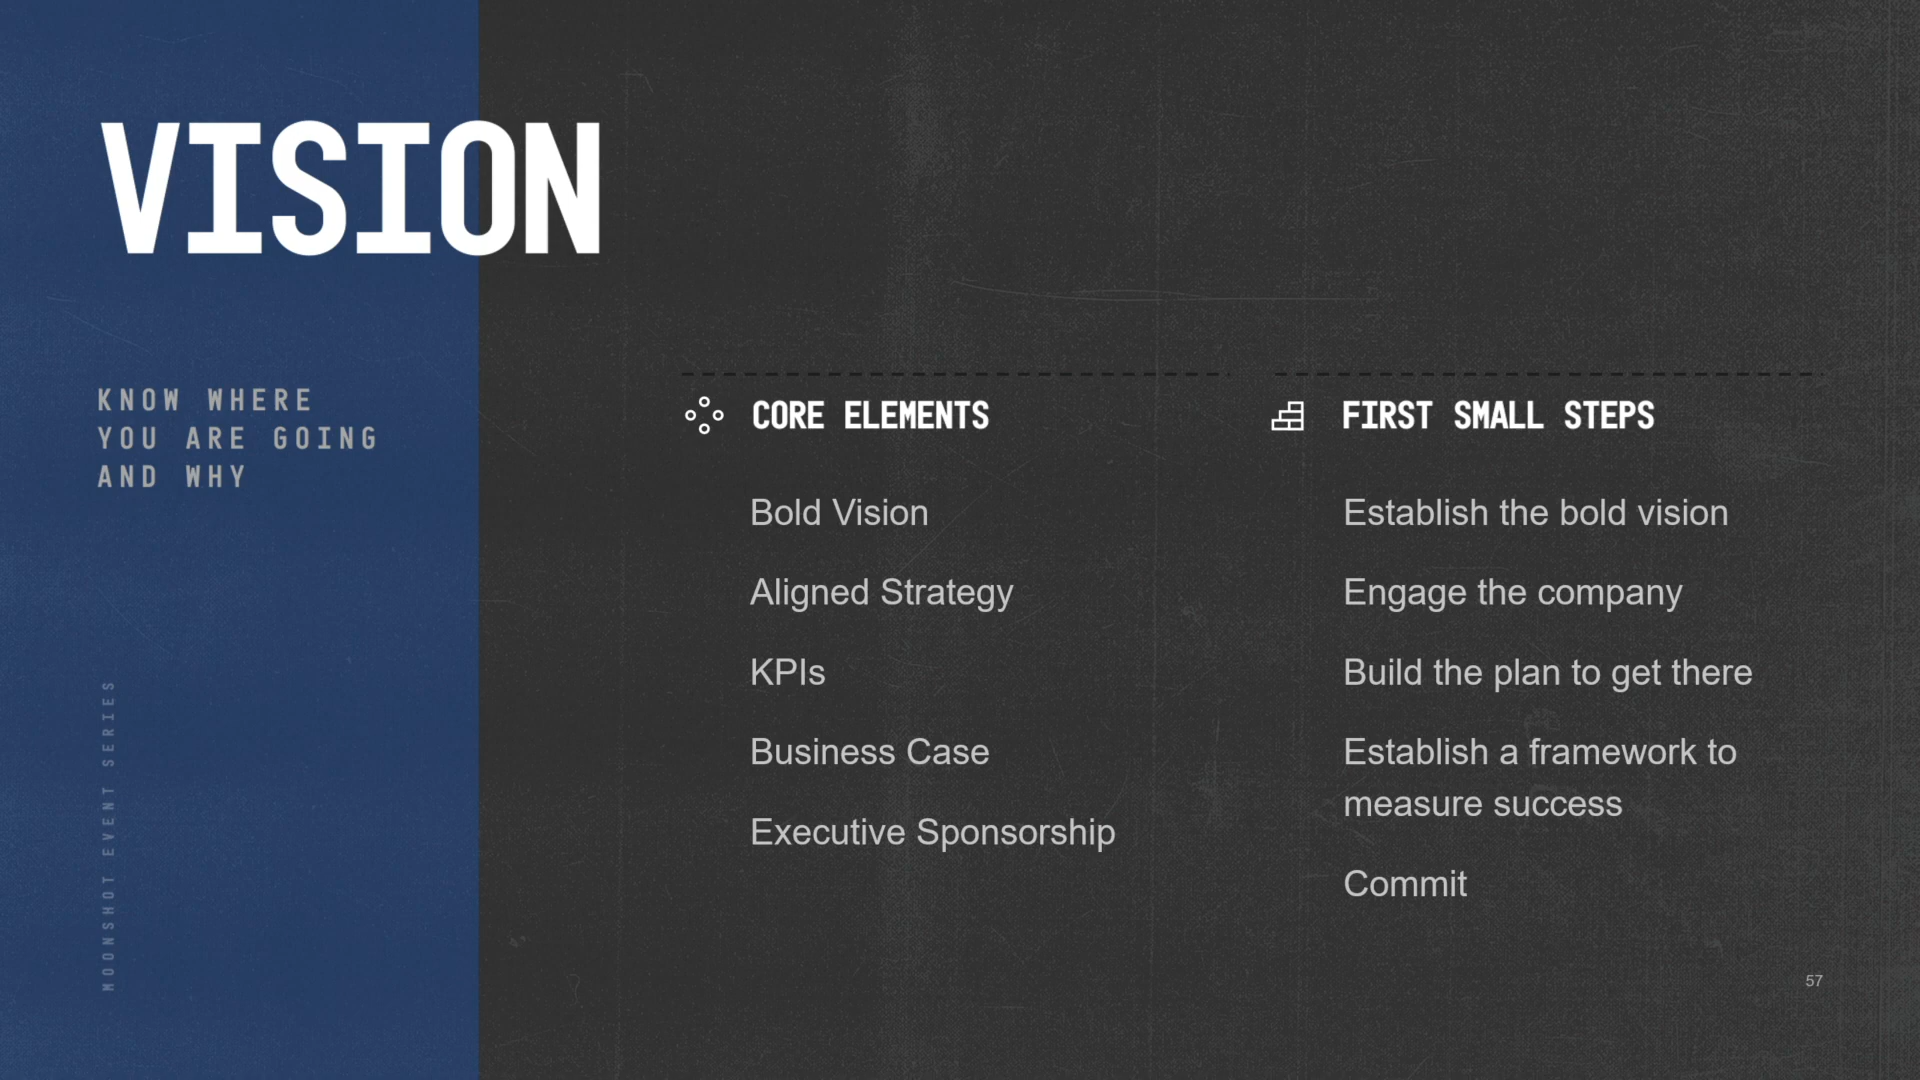 VISION
KNOW WHERE
YOU ARE GOING
AND WHY
MOONSHOT EVENT SERIES
CORE ELEMENTS
Bold Vision
Aligned Strategy
KPIs
Business Case
Executive Sponsorship
FIRST SMALL STEPS
Establish the bold vision
Engage the company
Build the plan to get there
Establish a framework to
measure success
Commit
57